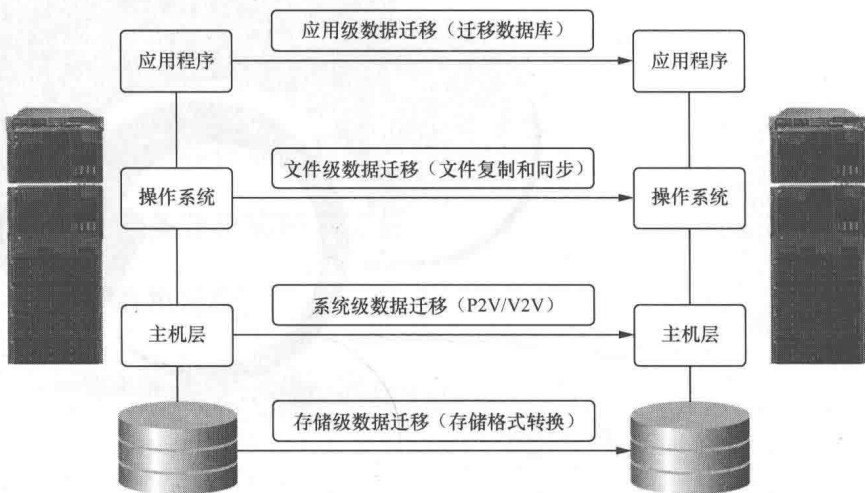 应用级数据迁移（迁移数据库）
应用程序
应用程序
文件级数据迁移（文件复制和同步）
操作系统
操作系统
系统级数据迁移（P2V/V2V）
主机层
主机层
存储级数据迁移（存储格式转换）